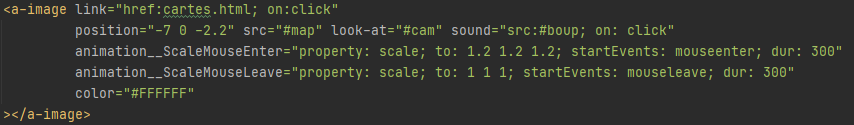 <a-image link="href:cartes.html; on:click"
position="-7 0 -2.2" src="#map" look-at="#cam" sound="src:#boup; on: click"
animation__ScaleMouseEnter="property: scale; to: 1.2 1.2 1.2; startEvents: mouseenter; dur: 300"
animation__ScaleMouseLeave="property: scale; to: 1 1 1; startEvents: mouseleave; dur: 300"
color="#FFFFFF"
></a-image>